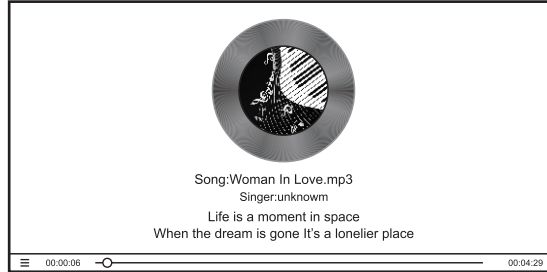 Song:Woman In Love.mp3
Singer:unknowm
Life is a moment in space
When the dream is gone It's a lonelier place
00:00:06
00:04:29